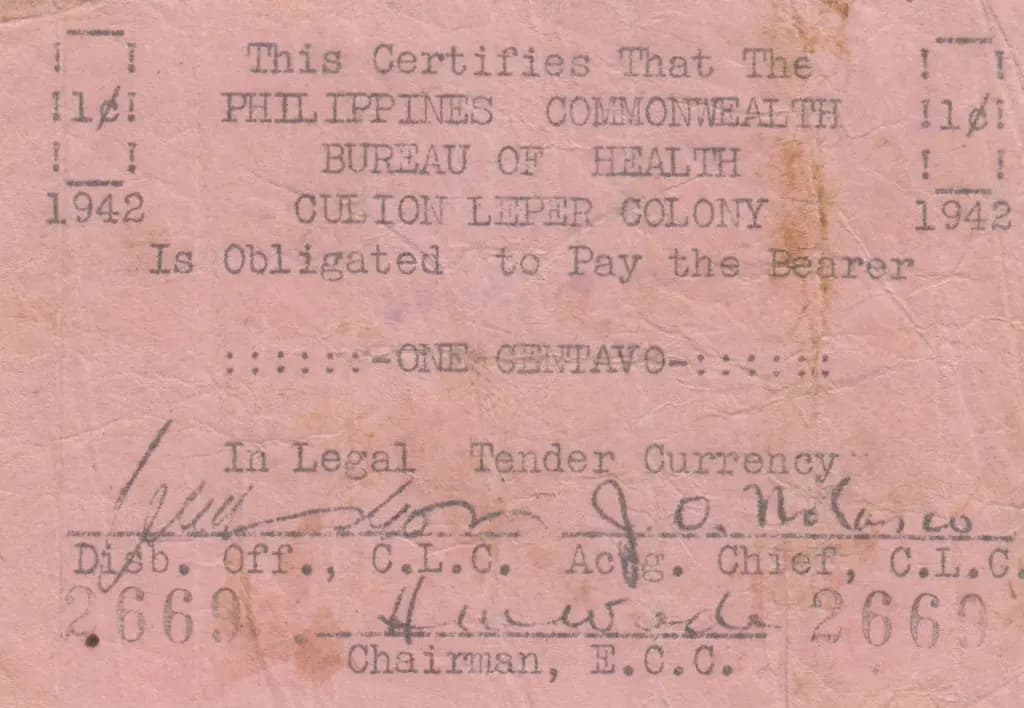 This Certifies That The
!1¢! PHILIPPINES COMMONWEALTH !1¢!
BUREAU OF HEALTH
1942 CULION LEPER COLONY 1942
Is Obligated to Pay the Bearer
::::::-ONE CENTAVO-::::::
In Legal Tender Currency
J. O. Nolasco
Disb. Off., C.L.C. Actg. Chief, C.L.C.
2669 H W Wade 2669
Chairman, E.C.C.